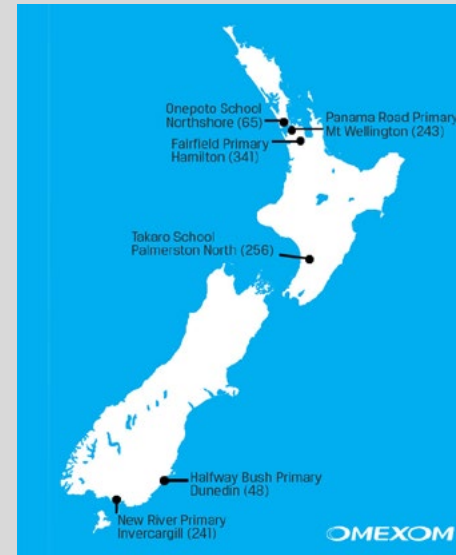 Onepoto School
Northshore (65)
Panama Road Primary
Mt Wellington (243)
Fairfield Primary
Hamilton (341)
Takaro School
Palmerston North (256)
Halfway Bush Primary
Dunedin (48)
New River Primary
Invercargill (241)
OMEXOM